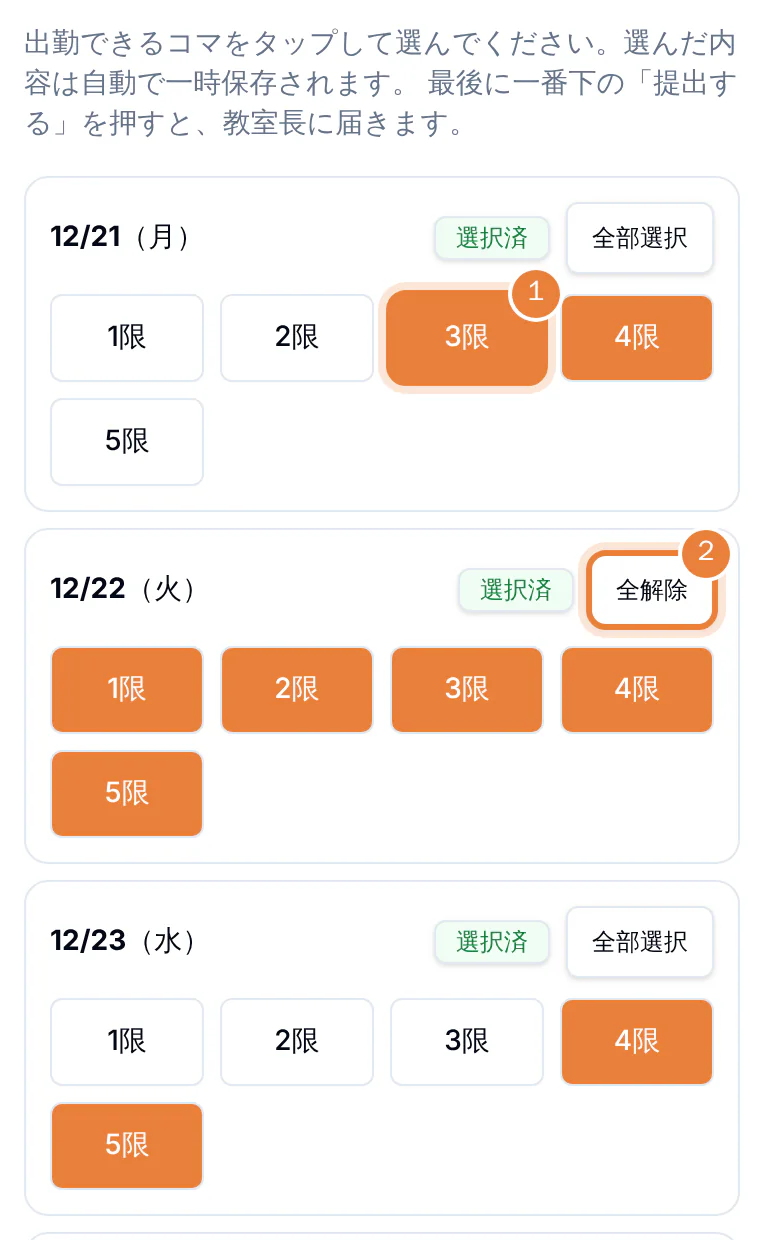 出勤できるコマをタップして選んでください。選んだ内
容は自動で一時保存されます。 最後に一番下の「提出す
る」を押すと、教室長に届きます。
12/21（月） 選択済 全部選択
1
1限 2限 3限 4限
5限
2
12/22（火） 選択済 全解除
1限 2限 3限 4限
5限
12/23（水） 選択済 全部選択
1限 2限 3限 4限
5限